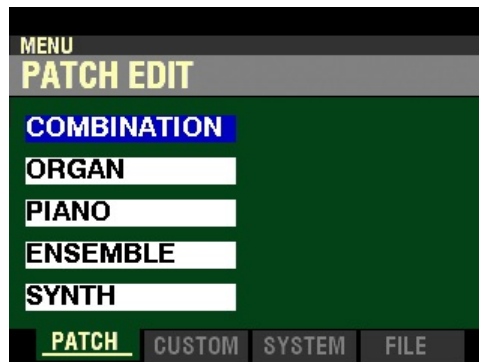 MENU
PATCH EDIT
COMBINATION
ORGAN
PIANO
ENSEMBLE
SYNTH
PATCH CUSTOM SYSTEM FILE